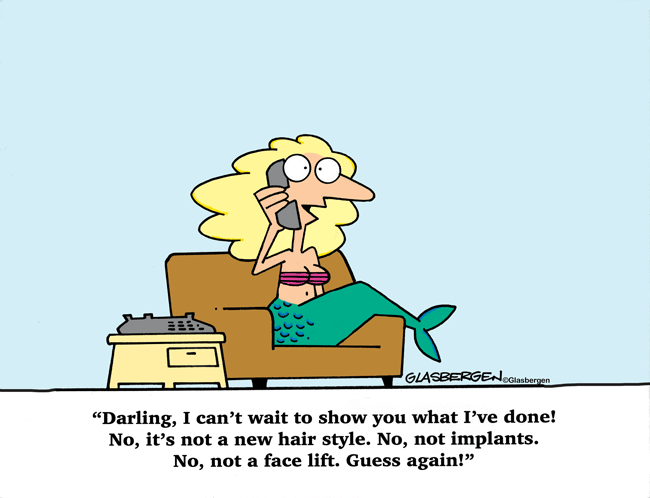 GLASBERGEN ©Glasbergen
“Darling, I can’t wait to show you what I’ve done!
No, it’s not a new hair style. No, not implants.
No, not a face lift. Guess again!”